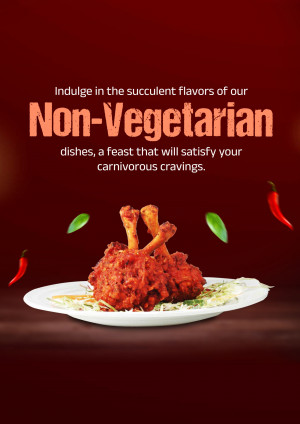 Indulge in the succulent flavors of our
Non-Vegetarian
dishes, a feast that will satisfy your
carnivorous cravings.